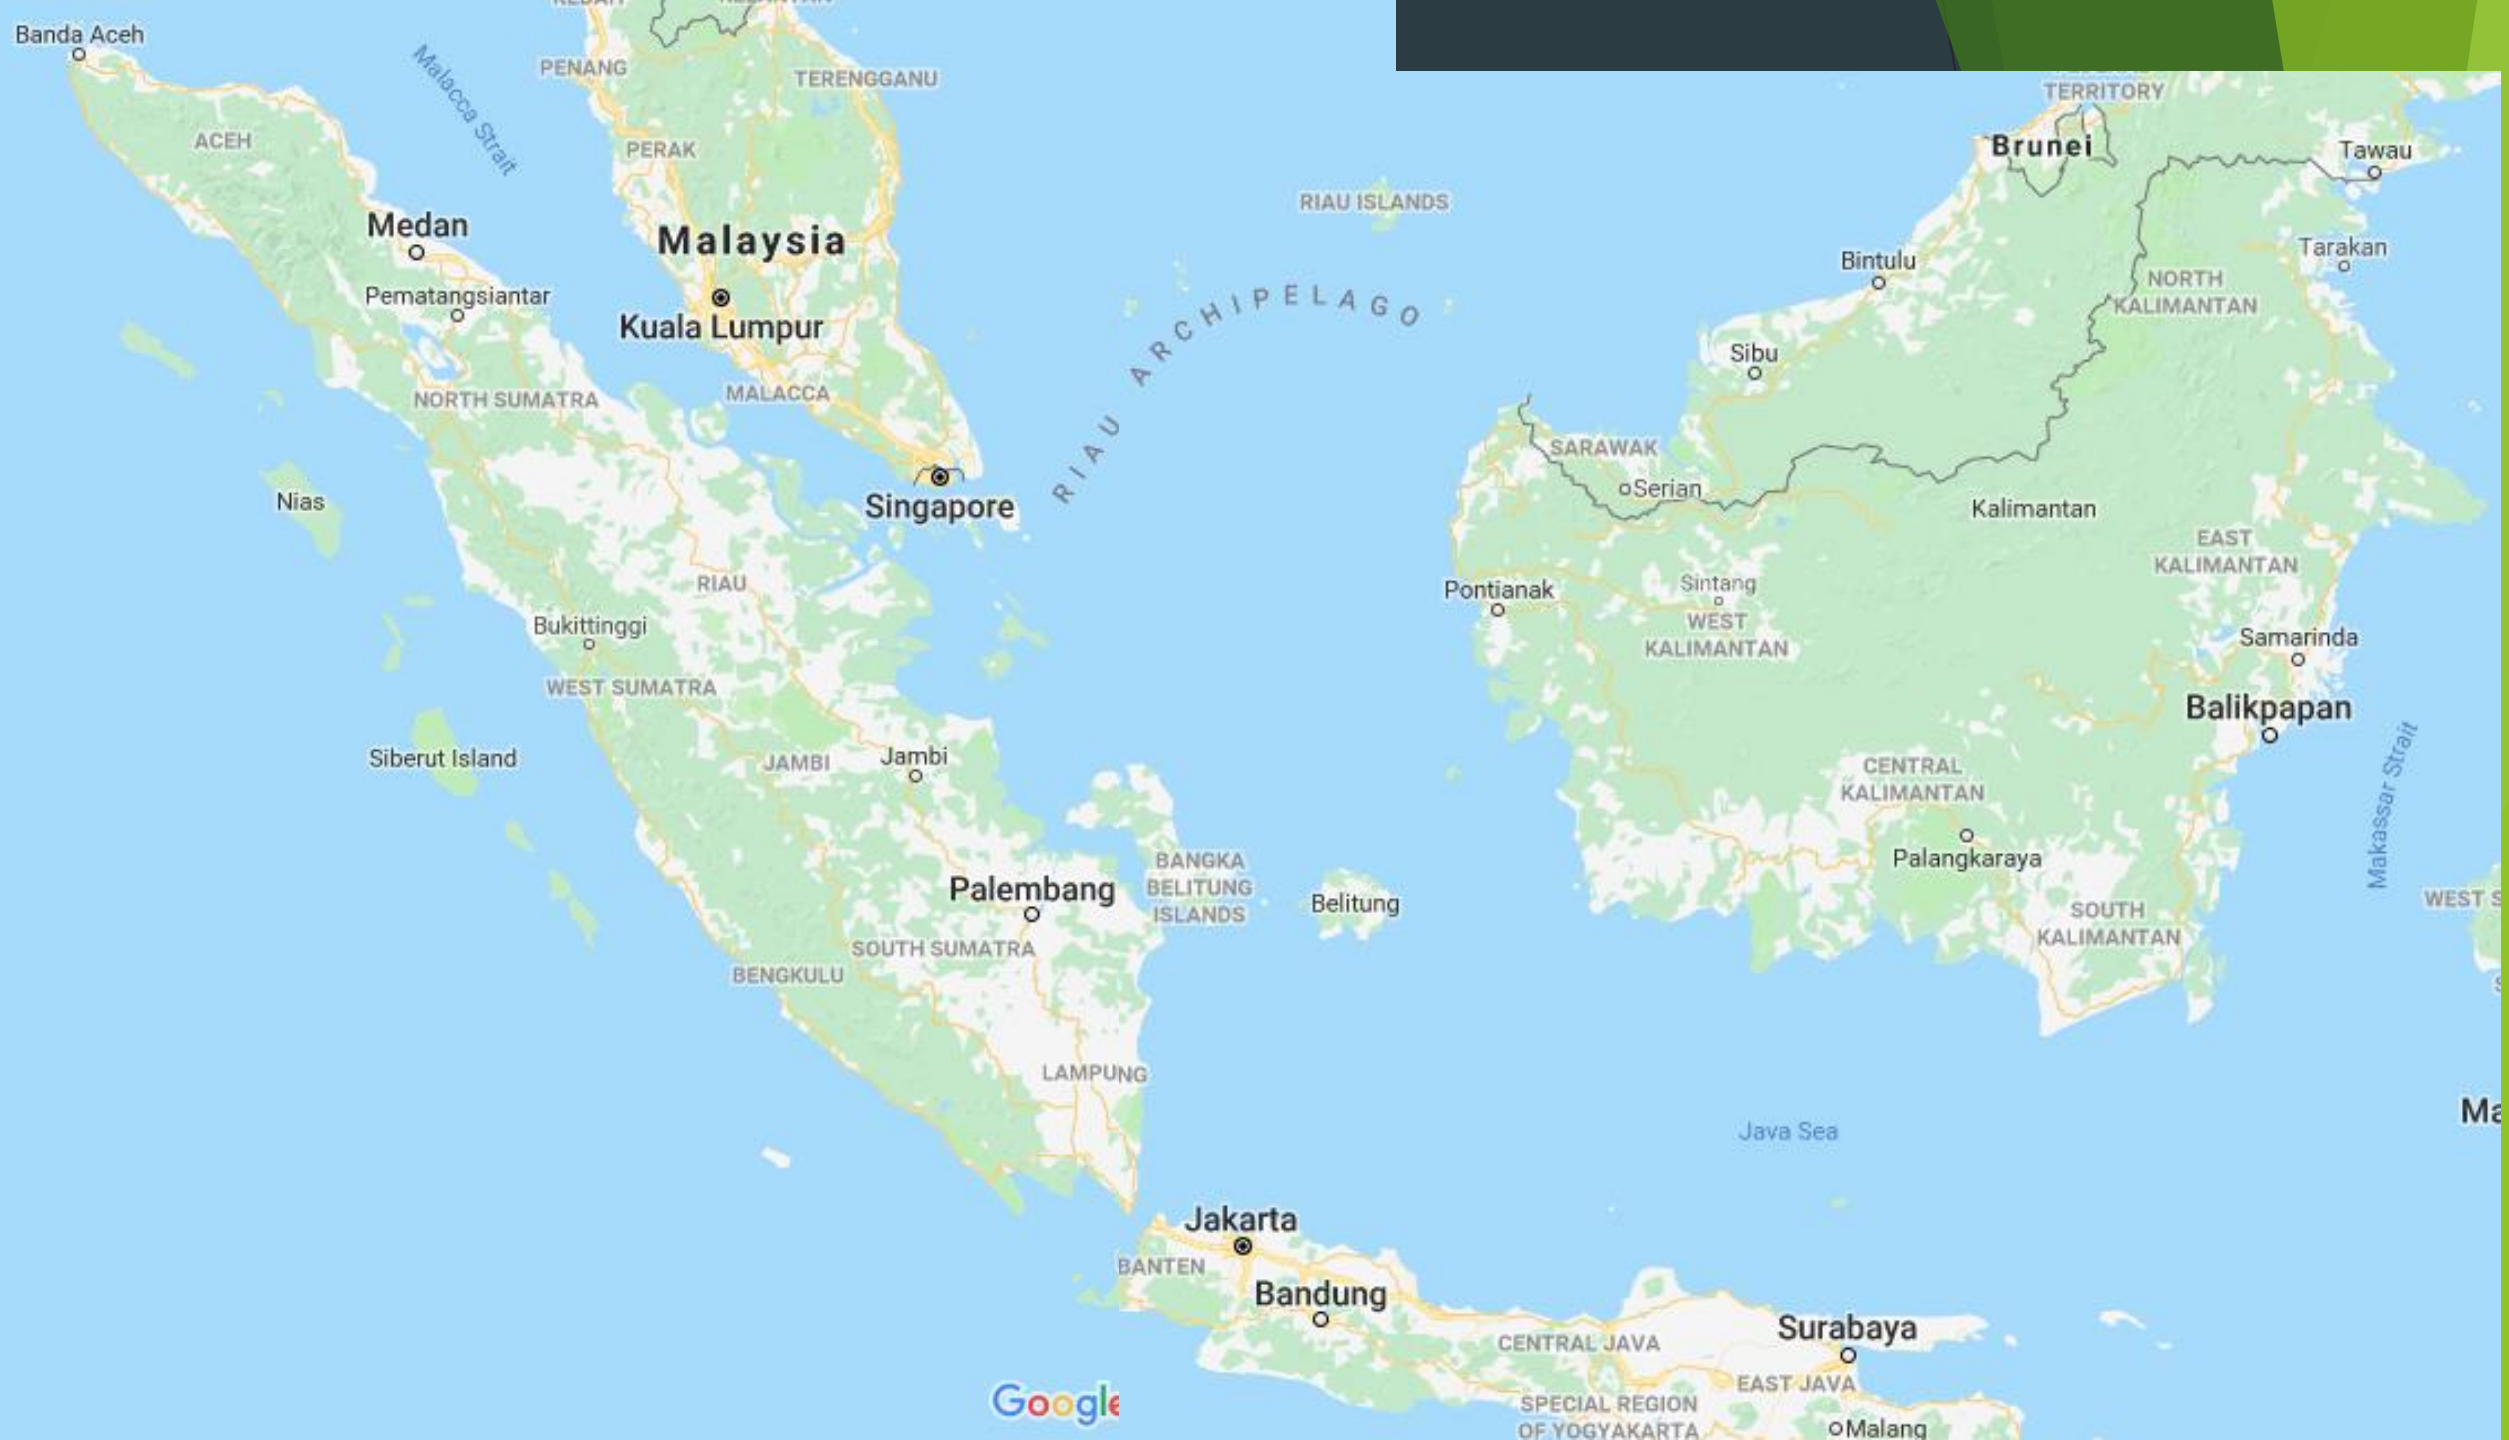 Banda Aceh
Malacca Strait
PENANG
TERENGGANU
ACEH
PERAK
Medan
Malaysia
Pematangsiantar
Kuala Lumpur
NORTH SUMATRA
MALACCA
Nias
Singapore
RIAU
Bukittinggi
WEST SUMATRA
Siberut Island
JAMBI
Jambi
Palembang
SOUTH SUMATRA
BENGKULU
LAMPUNG
BANGKA
BELITUNG
ISLANDS
Belitung
RIAU ISLANDS
RIAU ARCHIPELAGO
TERRITORY
Brunei
Tawau
Tarakan
Bintulu
NORTH
KALIMANTAN
Sibu
SARAWAK
Serian
Kalimantan
EAST
KALIMANTAN
Pontianak
Sintang
WEST
KALIMANTAN
Samarinda
Balikpapan
CENTRAL
KALIMANTAN
Makassar Strait
Palangkaraya
WEST S
SOUTH
KALIMANTAN
Ma
Java Sea
Jakarta
BANTEN
Bandung
Surabaya
CENTRAL JAVA
EAST JAVA
SPECIAL REGION
OF YOGYAKARTA
Malang
Google